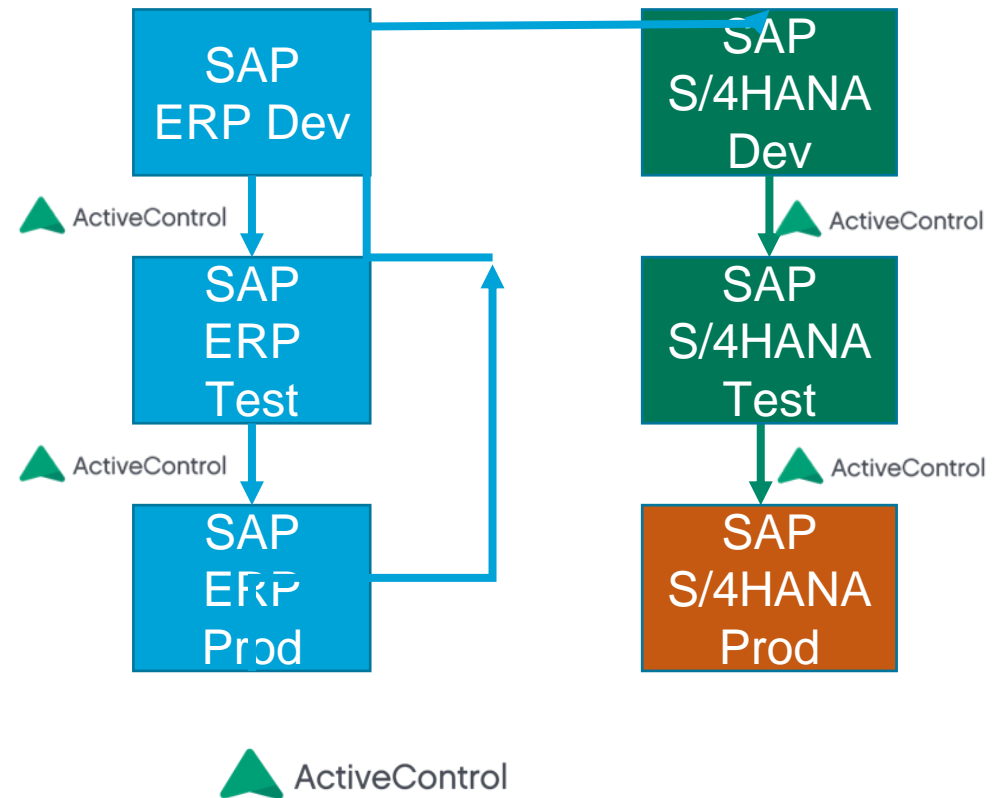 SAP
ERP Dev
SAP
S/4HANA
Dev
ActiveControl
ActiveControl
SAP
ERP
Test
SAP
S/4HANA
Test
ActiveControl
ActiveControl
SAP
ERP
Prod
SAP
S/4HANA
Prod
ActiveControl